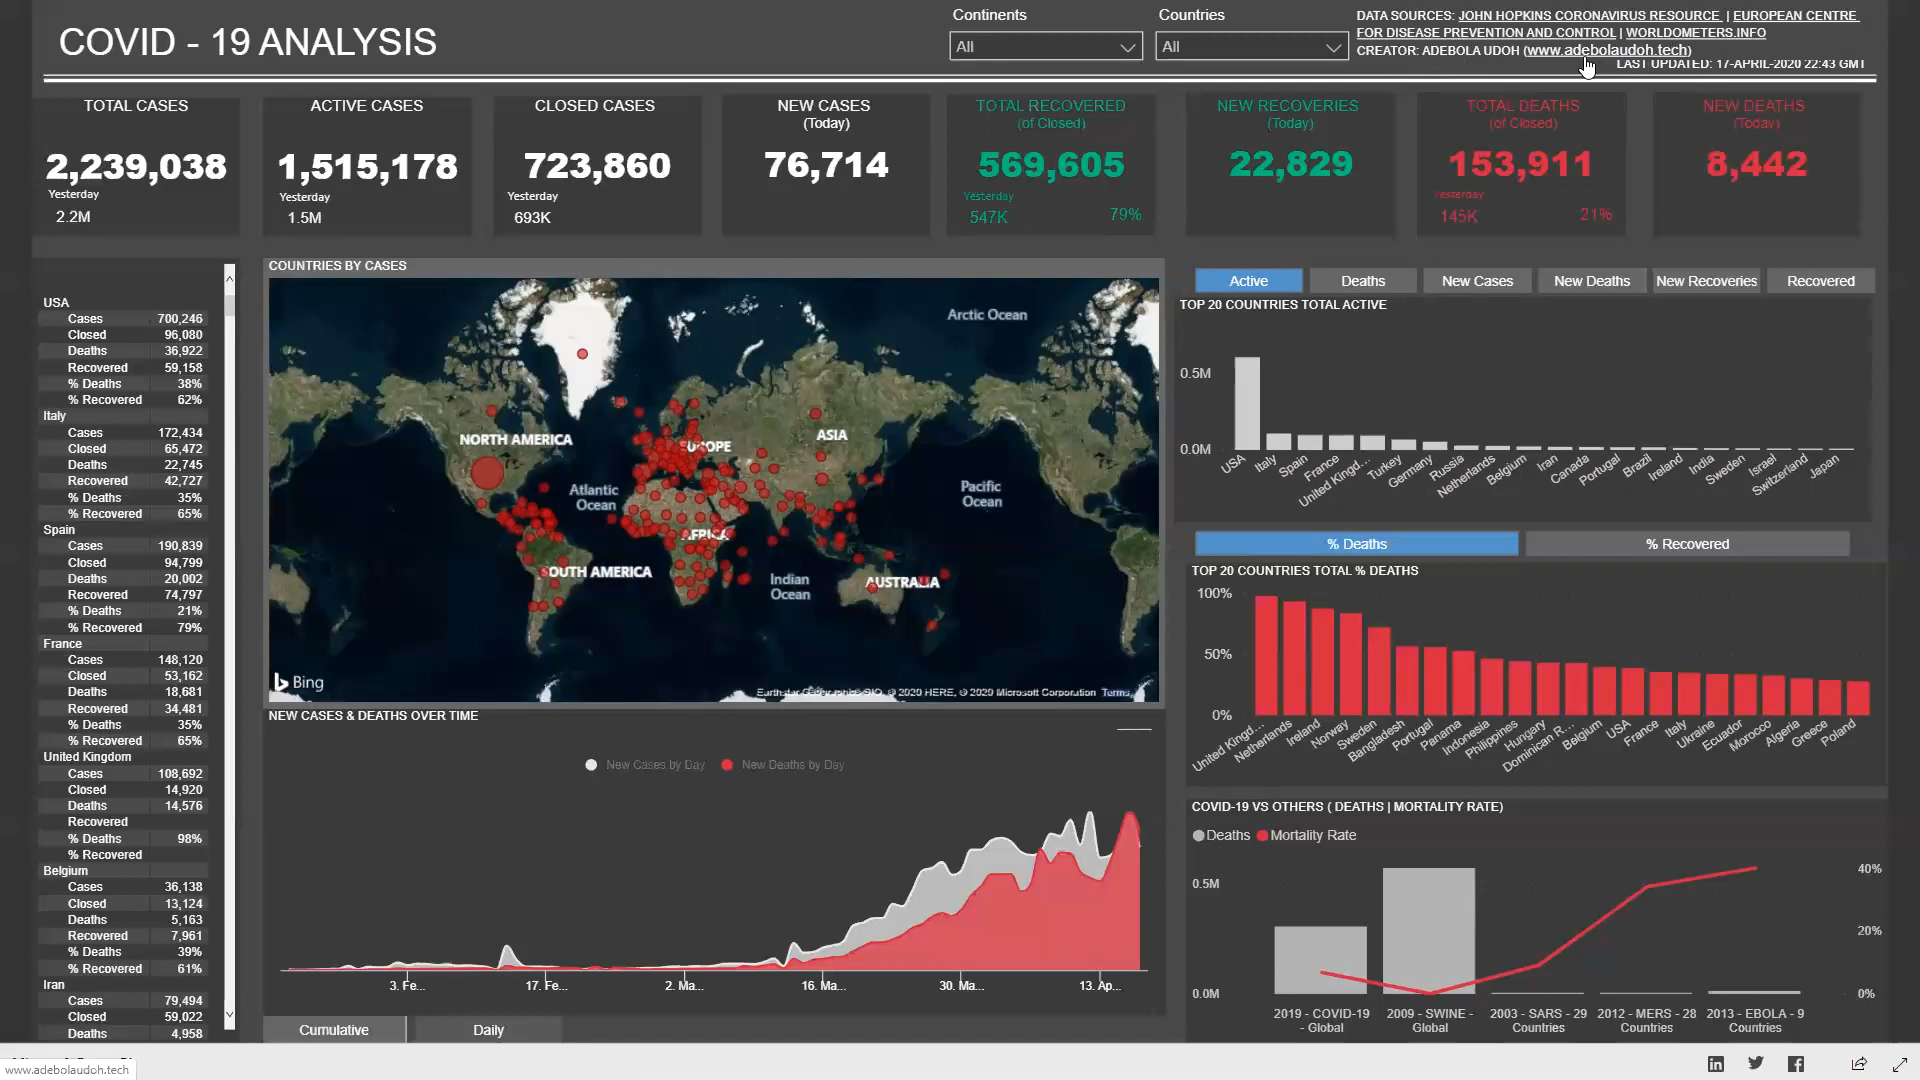 COVID - 19 ANALYSIS
Continents
All
Countries
All
DATA SOURCES: JOHN HOPKINS CORONAVIRUS RESOURCE | EUROPEAN CENTRE
FOR DISEASE PREVENTION AND CONTROL | WORLDOMETERS.INFO
CREATOR: ADEBOLA UDOH (www.adebolaudoh.tech)
LAST UPDATED: 17-APRIL-2020 22:43 GMT
TOTAL CASES
2,239,038
Yesterday
2.2M
ACTIVE CASES
1,515,178
Yesterday
1.5M
CLOSED CASES
723,860
Yesterday
693K
NEW CASES
(Today)
76,714
TOTAL RECOVERED
(of Closed)
569,605
Yesterday
547K 79%
NEW RECOVERIES
(Today)
22,829
TOTAL DEATHS
(of Closed)
153,911
Yesterday
145K 21%
NEW DEATHS
(Today)
8,442
USA
Cases 700,246
Closed 96,080
Deaths 36,922
Recovered 59,158
% Deaths 38%
% Recovered 62%
Italy
Cases 172,434
Closed 65,472
Deaths 22,745
Recovered 42,727
% Deaths 35%
% Recovered 65%
Spain
Cases 190,839
Closed 94,799
Deaths 20,002
Recovered 74,797
% Deaths 21%
% Recovered 79%
France
Cases 148,120
Closed 53,162
Deaths 18,681
Recovered 34,481
% Deaths 35%
% Recovered 65%
United Kingdom
Cases 108,692
Closed 14,920
Deaths 14,576
Recovered
% Deaths 98%
% Recovered
Belgium
Cases 36,138
Closed 13,124
Deaths 5,163
Recovered 7,961
% Deaths 39%
% Recovered 61%
Iran
Cases 79,494
Closed 59,022
Deaths 4,958
COUNTRIES BY CASES
Arctic Ocean
NORTH AMERICA
EUROPE
ASIA
Atlantic
Ocean
Pacific
Ocean
AFRICA
SOUTH AMERICA
Indian
Ocean
AUSTRALIA
Bing
Earthstar Geographics SIO, © 2020 HERE, © 2020 Microsoft Corporation Terms
NEW CASES & DEATHS OVER TIME
New Cases by Day New Deaths by Day
3. Fe... 17. Fe... 2. Ma... 16. Ma... 30. Ma... 13. Ap...
Cumulative Daily
Active Deaths New Cases New Deaths New Recoveries Recovered
TOP 20 COUNTRIES TOTAL ACTIVE
0.5M
0.0M
USA Italy Spain France United Kingd... Turkey Germany Russia Netherlands Belgium Iran Canada Portugal Brazil Ireland India Sweden Israel Switzerland Japan
% Deaths % Recovered
TOP 20 COUNTRIES TOTAL % DEATHS
100%
50%
0%
United Kingd... Netherlands Ireland Norway Sweden Bangladesh Portugal Panama Indonesia Philippines Hungary Dominican R... Belgium USA France Italy Ukraine Ecuador Morocco Algeria Greece Poland
COVID-19 VS OTHERS ( DEATHS | MORTALITY RATE)
Deaths Mortality Rate
0.5M
0.0M
40%
20%
0%
2019 - COVID-19 2009 - SWINE - 2003 - SARS - 29 2012 - MERS - 28 2013 - EBOLA - 9
- Global Global Countries Countries Countries
www.adebolaudoh.tech